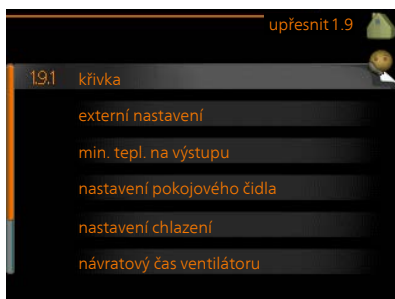 upřesnit 1.9
1.9.1 křivka
externí nastavení
min. tepl. na výstupu
nastavení pokojového čidla
nastavení chlazení
návratový čas ventilátoru